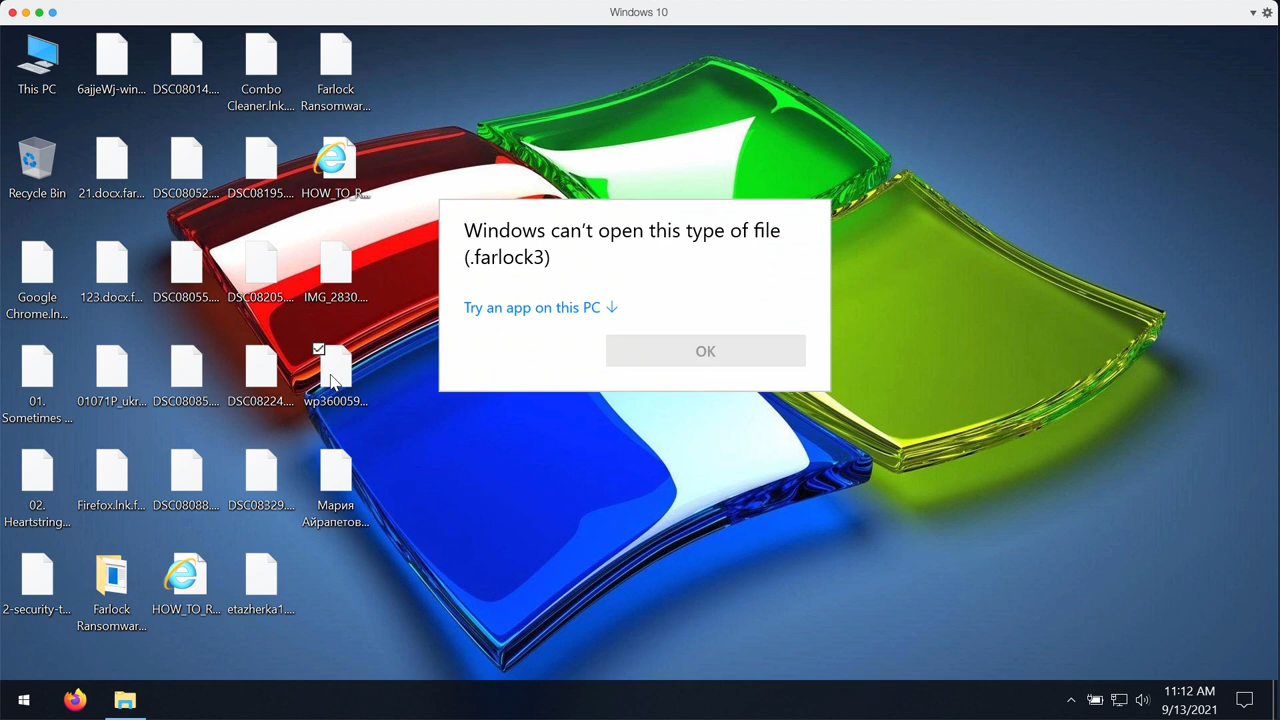 Windows 10
This PC
6ajjeWj-win...
DSC08014....
Combo
Cleaner.lnk....
Farlock
Ransomwar...
Recycle Bin
21.docx.far...
DSC08052....
DSC08195....
HOW_TO_R...
Google
Chrome.ln...
123.docx.f...
DSC08055....
DSC08205....
IMG_2830....
01.
Sometimes ...
01071P_ukr...
DSC08085....
DSC08224....
wp360059...
02.
Heartstring...
Firefox.lnk.f...
DSC08088....
DSC08329....
Мария
Айрапетов...
2-security-t...
Farlock
Ransomwar...
HOW_TO_R...
etazherka1....
Windows can't open this type of file
(.farlock3)
Try an app on this PC ↓
OK
11:12 AM
9/13/2021